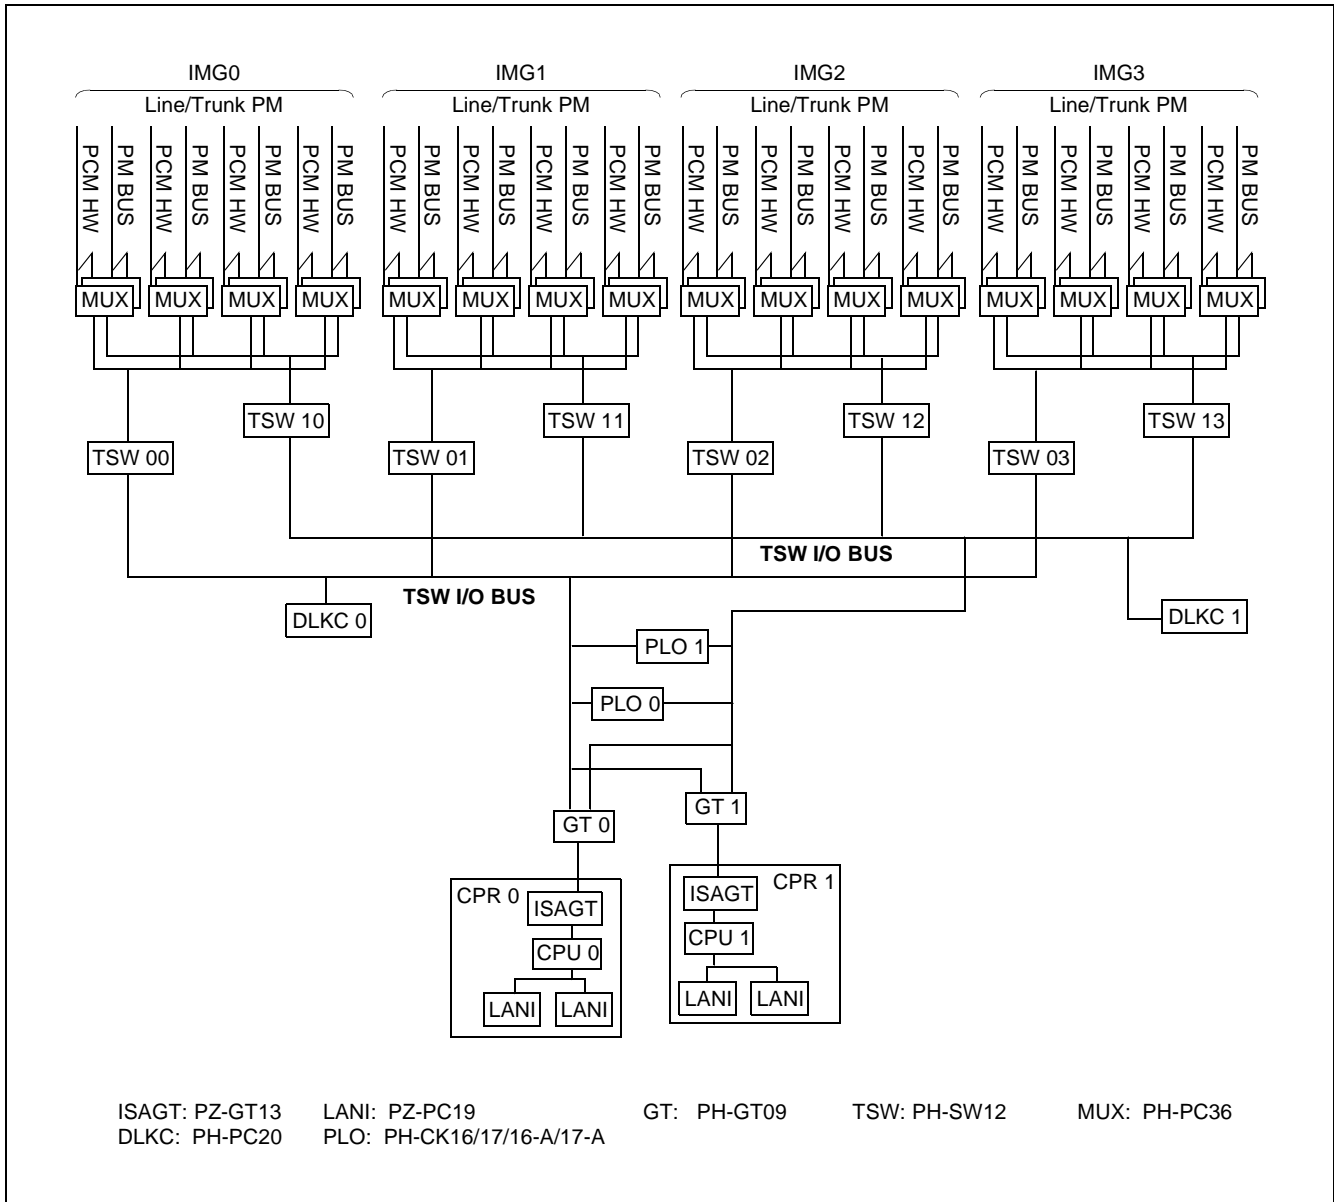 IMG0 IMG1 IMG2 IMG3
Line/Trunk PM Line/Trunk PM Line/Trunk PM Line/Trunk PM
PCM HW PM BUS PCM HW PM BUS PCM HW PM BUS PCM HW PM BUS PCM HW PM BUS PCM HW PM BUS PCM HW PM BUS PCM HW PM BUS PCM HW PM BUS PCM HW PM BUS PCM HW PM BUS PCM HW PM BUS PCM HW PM BUS PCM HW PM BUS PCM HW PM BUS PCM HW PM BUS
MUX MUX MUX MUX MUX MUX MUX MUX MUX MUX MUX MUX MUX MUX MUX MUX
TSW 10 TSW 11 TSW 12 TSW 13
TSW 00 TSW 01 TSW 02 TSW 03
TSW I/O BUS
TSW I/O BUS
DLKC 0 DLKC 1
PLO 1
PLO 0
GT 1
GT 0
CPR 0 CPR 1
ISAGT ISAGT
CPU 0 CPU 1
LANI LANI LANI LANI
ISAGT: PZ-GT13 LANI: PZ-PC19 GT: PH-GT09 TSW: PH-SW12 MUX: PH-PC36
DLKC: PH-PC20 PLO: PH-CK16/17/16-A/17-A